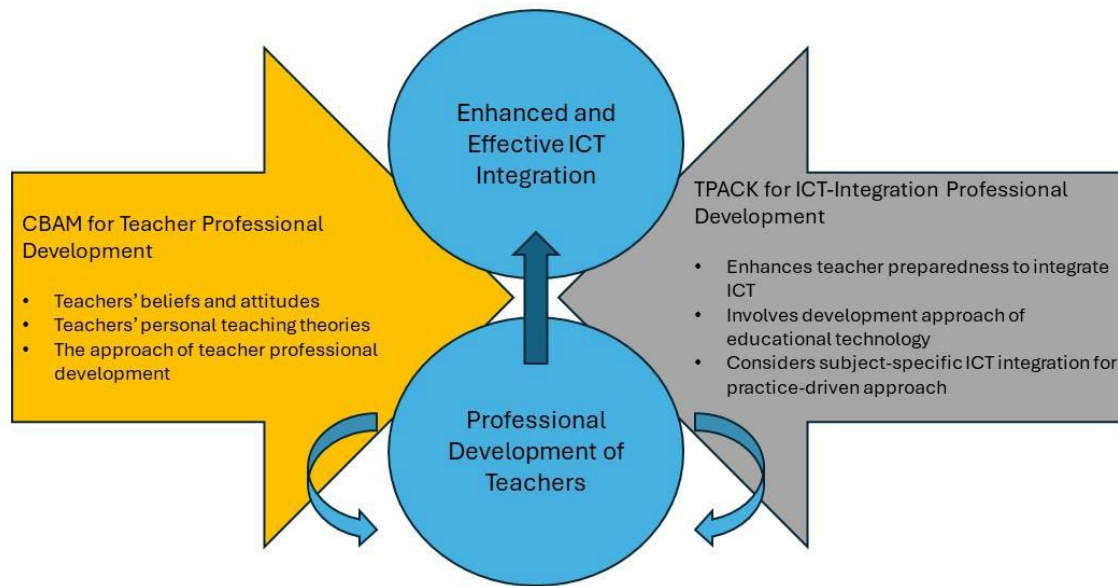 Enhanced and
Effective ICT
Integration
CBAM for Teacher Professional
Development
• Teachers’ beliefs and attitudes
• Teachers’ personal teaching theories
• The approach of teacher professional
development
TPACK for ICT-Integration Professional
Development
• Enhances teacher preparedness to integrate
ICT
• Involves development approach of
educational technology
• Considers subject-specific ICT integration for
practice-driven approach
Professional
Development of
Teachers